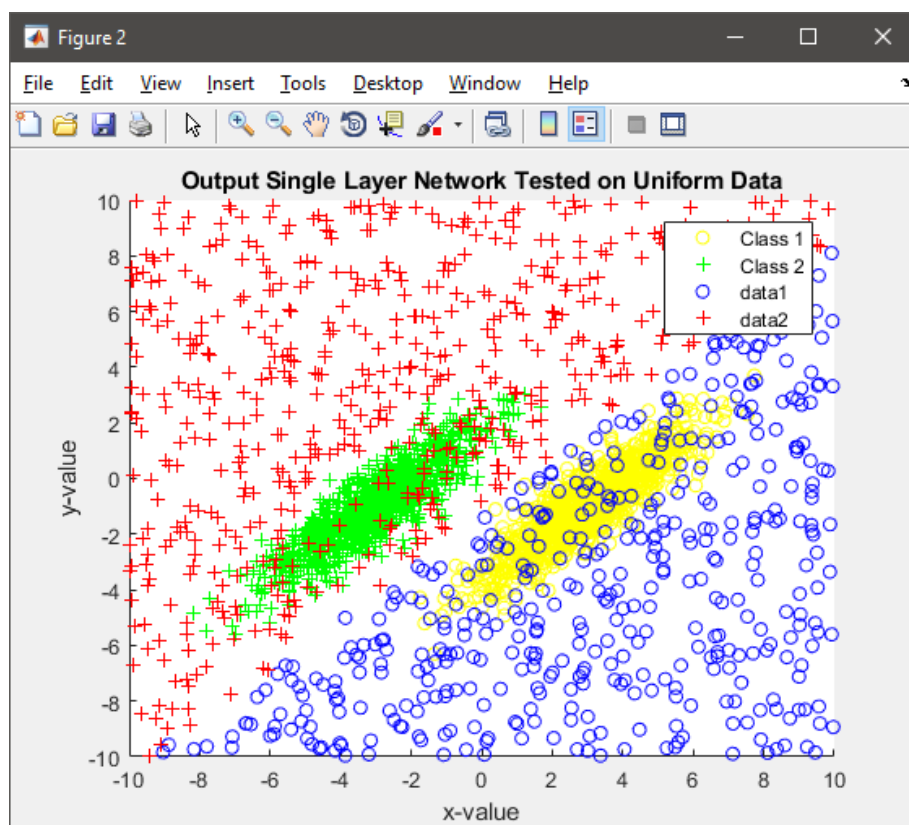 Figure 2
File Edit View Insert Tools Desktop Window Help
Output Single Layer Network Tested on Uniform Data
10
8
6
4
2
0
-2
-4
-6
-8
-10
y-value
Class 1
Class 2
data1
data2
-10 -8 -6 -4 -2 0 2 4 6 8 10
x-value